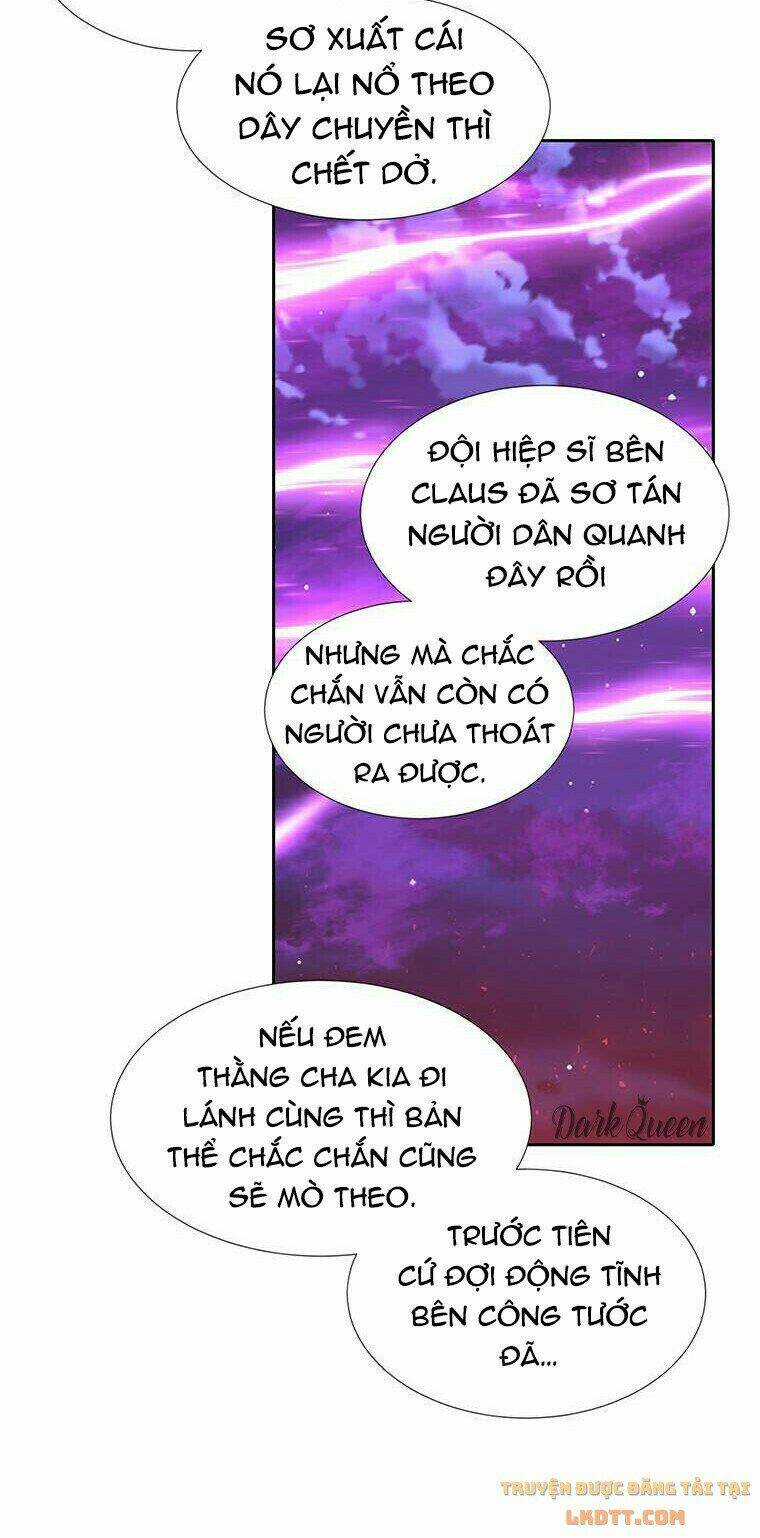 SƠ XUẤT CÁI
NÓ LẠI NỔ THEO
DÂY CHUYỀN THÌ
CHẾT DỞ.
ĐỘI HIỆP SĨ BÊN
CLAUS ĐÃ SƠ TÁN
NGƯỜI DÂN QUANH
ĐÂY RỒI
NHƯNG MÀ CHẮC
CHẮN VẪN CÒN CÓ
NGƯỜI CHƯA THOÁT
RA ĐƯỢC.
NẾU ĐEM
THẰNG CHA KIA ĐI
LÁNH CÙNG THÌ BẢN
THỂ CHẮC CHẮN CŨNG
SẼ MÒ THEO.
Dark Queen
TRƯỚC TIÊN
CỨ ĐỢI ĐỘNG TĨNH
BÊN CÔNG TƯỚC
ĐÃ...
TRUYỆN ĐƯỢC ĐĂNG TẢI TẠI
LKDTT.COM